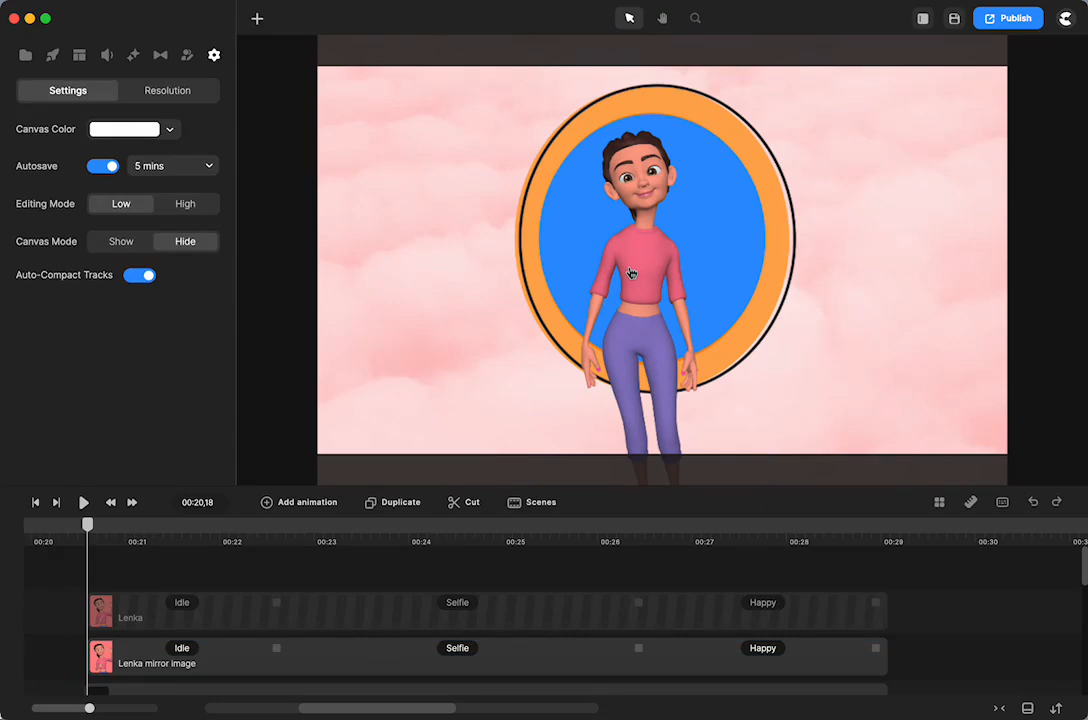 Publish
Settings
Resolution
Canvas Color
Autosave
5 mins
Editing Mode
Low
High
Canvas Mode
Show
Hide
Auto-Compact Tracks
00:20,18
Add animation
Duplicate
Cut
Scenes
00:20
00:21
00:22
00:23
00:24
00:25
00:26
00:27
00:28
00:29
00:30
Idle
Selfie
Happy
Lenka
Idle
Selfie
Happy
Lenka mirror image